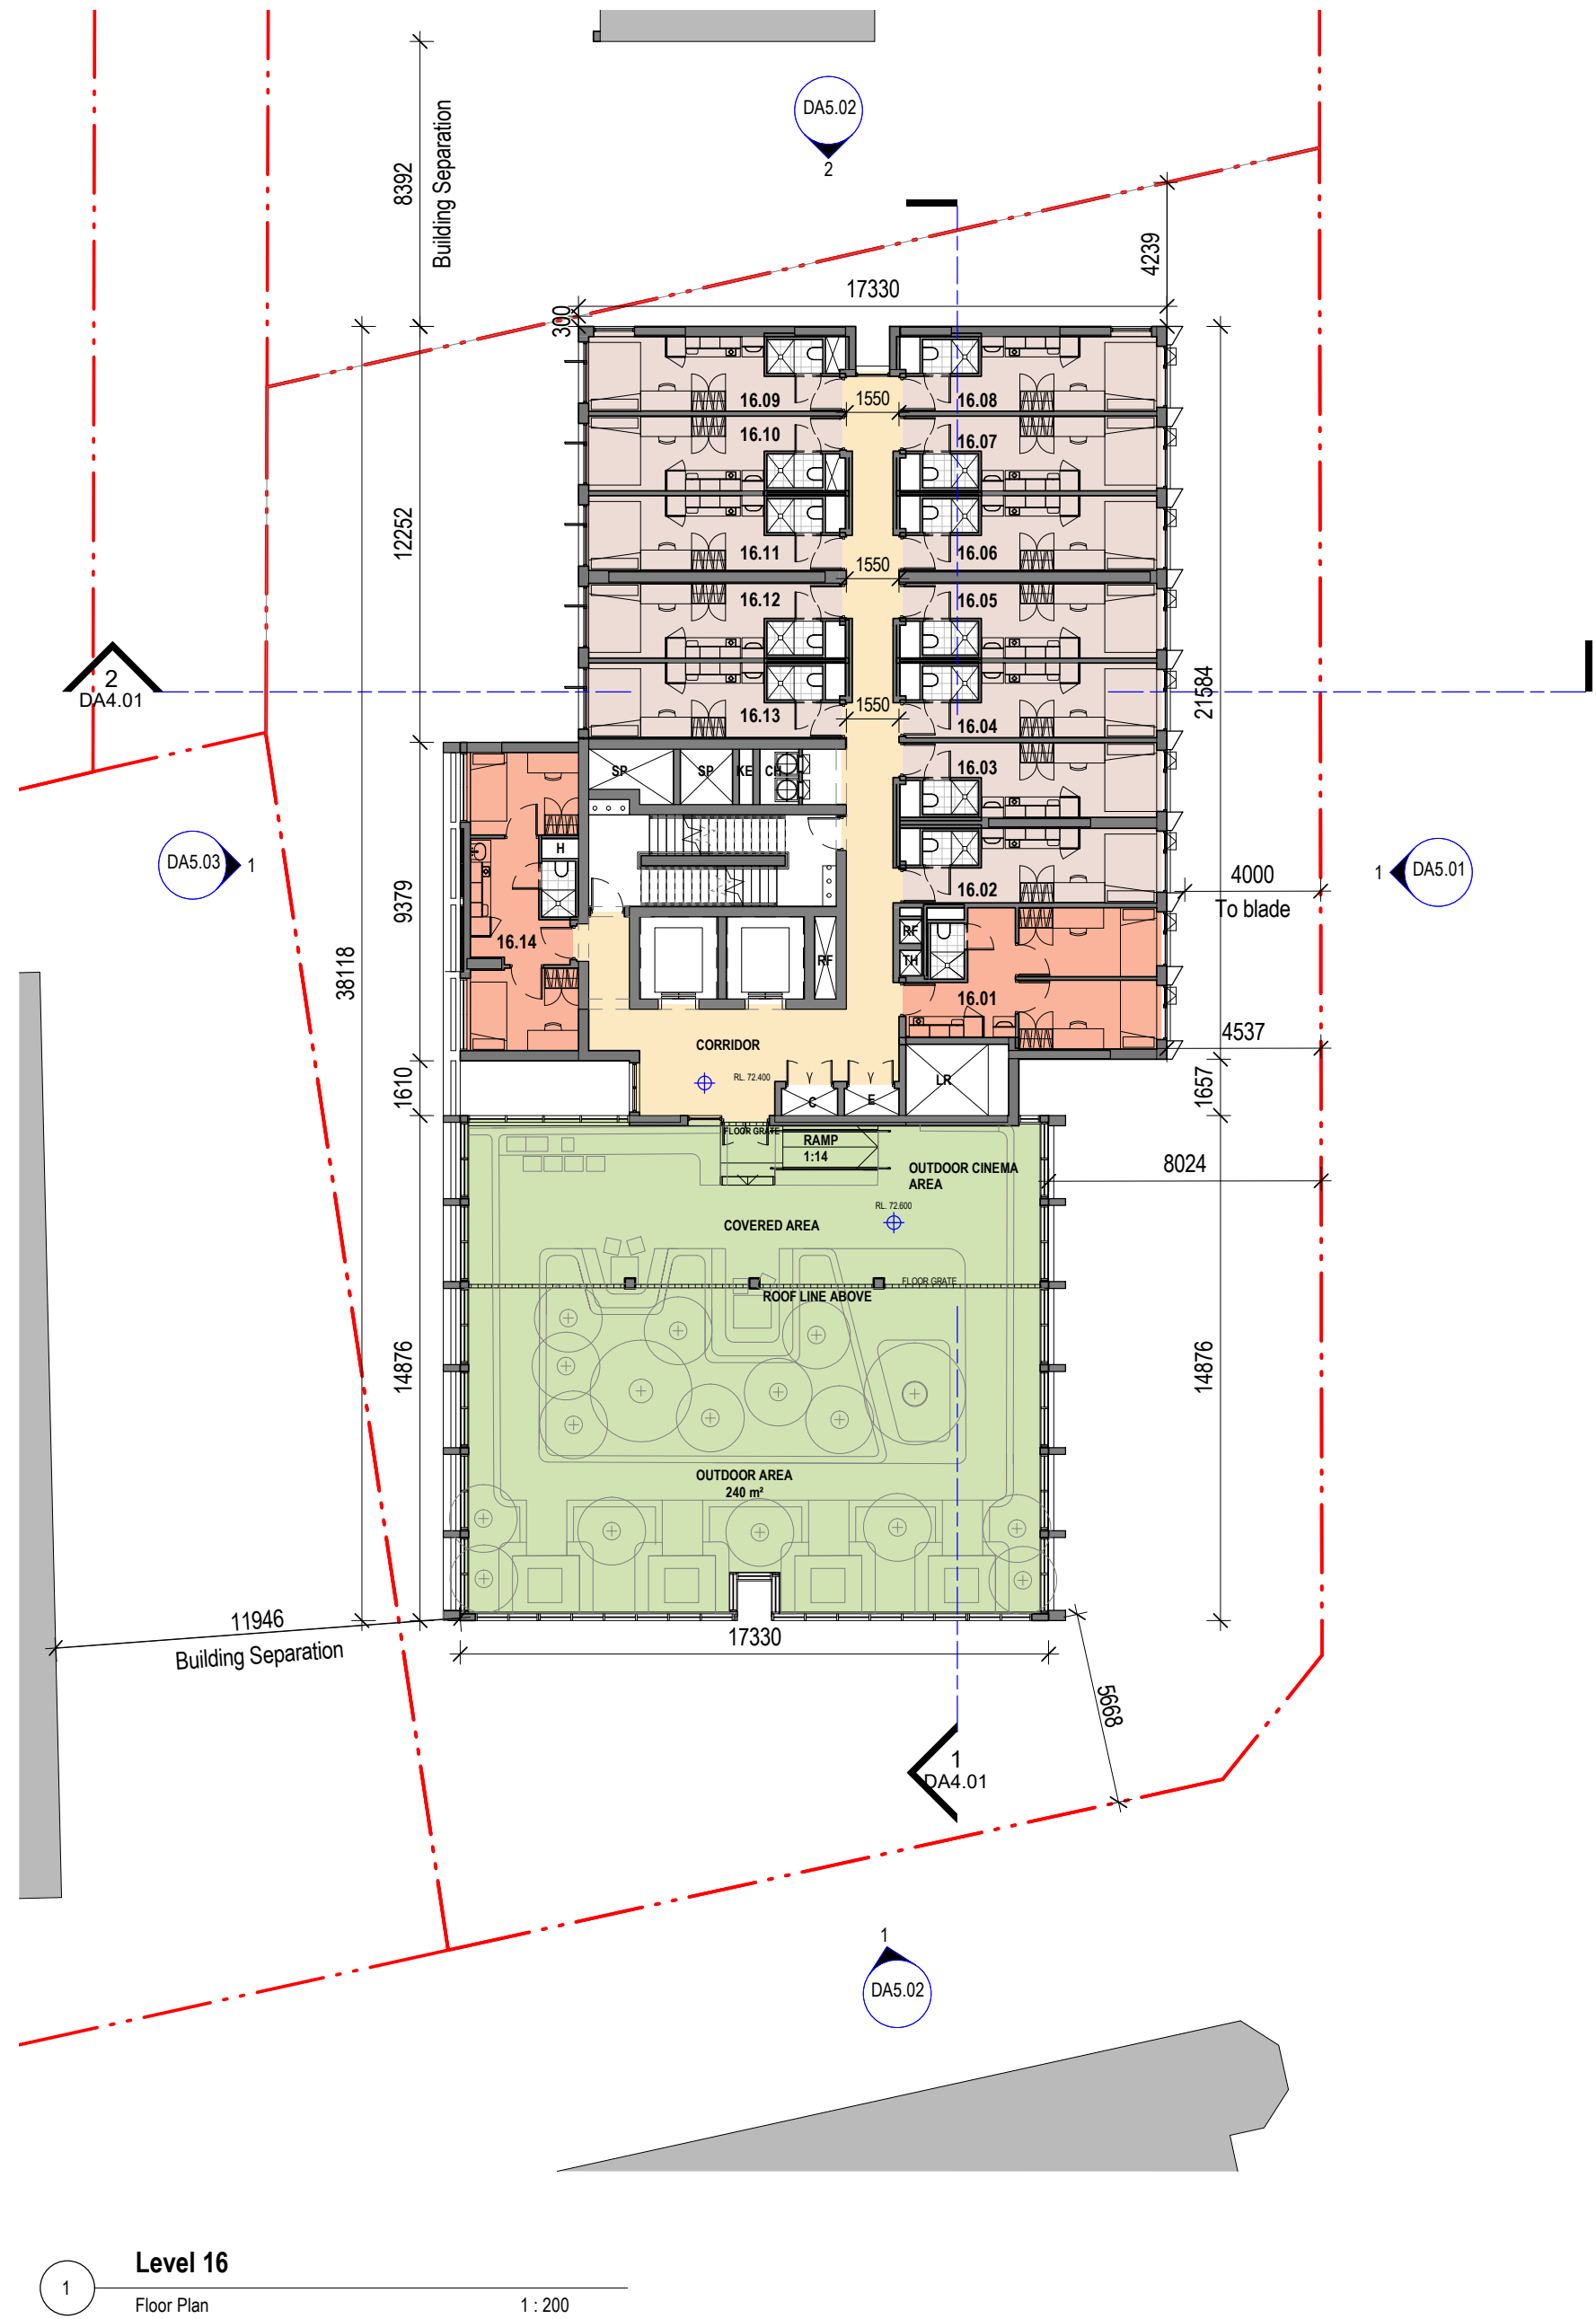 DA5.02
2
8392
Building Separation
4239
17330
300
16.09
1550
16.08
16.10
16.07
12252
16.11
16.06
1550
16.12
16.05
2
DA4.01
21584
16.13
1550
16.04
SP
SP
KE
CH
16.03
DA5.03
1
H
16.02
4000
To blade
1
DA5.01
9379
38118
16.14
RF
RF
TH
16.01
4537
CORRIDOR
RL. 72.400
LR
C
E
1610
1657
FLOOR GRATE
RAMP
1:14
OUTDOOR CINEMA
AREA
8024
RL. 72.600
COVERED AREA
FLOOR GRATE
ROOF LINE ABOVE
14876
14876
OUTDOOR AREA
240 m²
11946
Building Separation
17330
5668
1
DA4.01
1
DA5.02
Level 16
1
Floor Plan
1 : 200